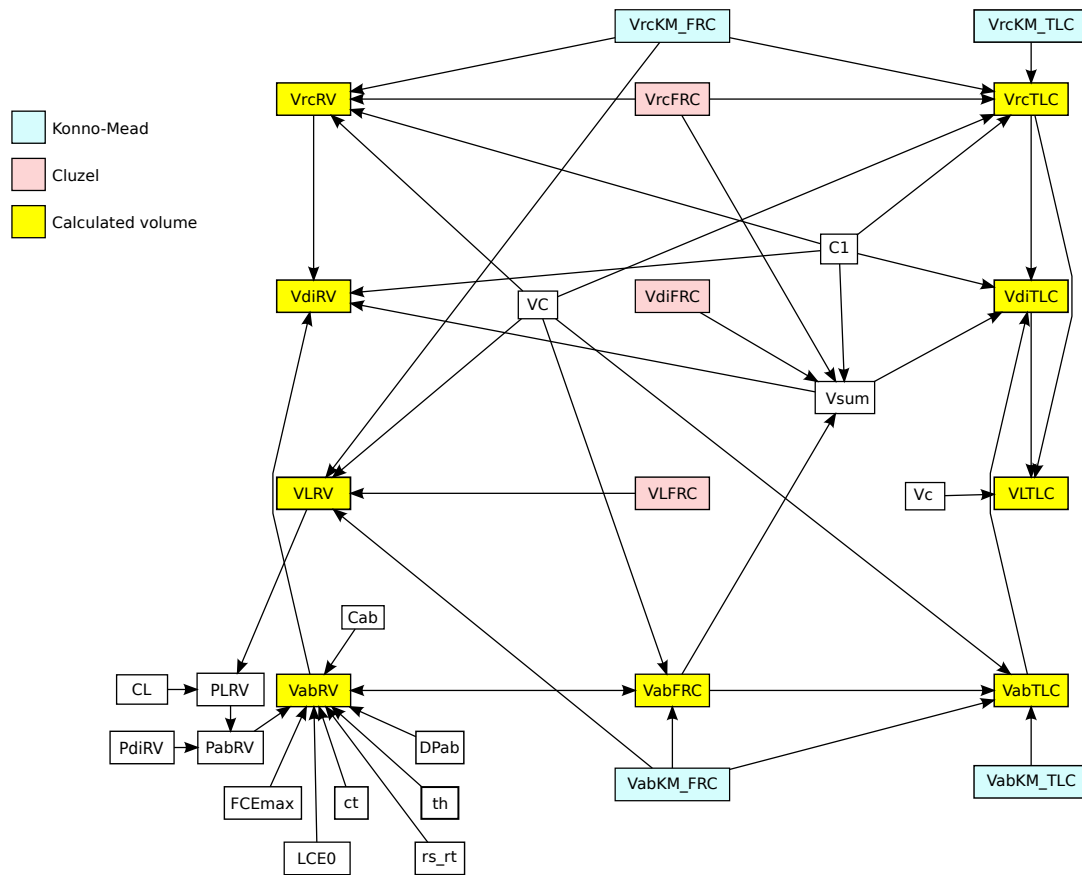 VrcKM_FRC
VrcKM_TLC
VrcRV
VrcFRC
VrcTLC
Konno-Mead
Cluzel
Calculated volume
C1
VdiRV
VC
VdiFRC
VdiTLC
Vsum
VLRV
VLFRC
Vc
VLTLC
Cab
CL
PLRV
VabRV
VabFRC
VabTLC
PdiRV
PabRV
DPab
VabKM_FRC
VabKM_TLC
FCEmax
ct
th
LCE0
rs_rt